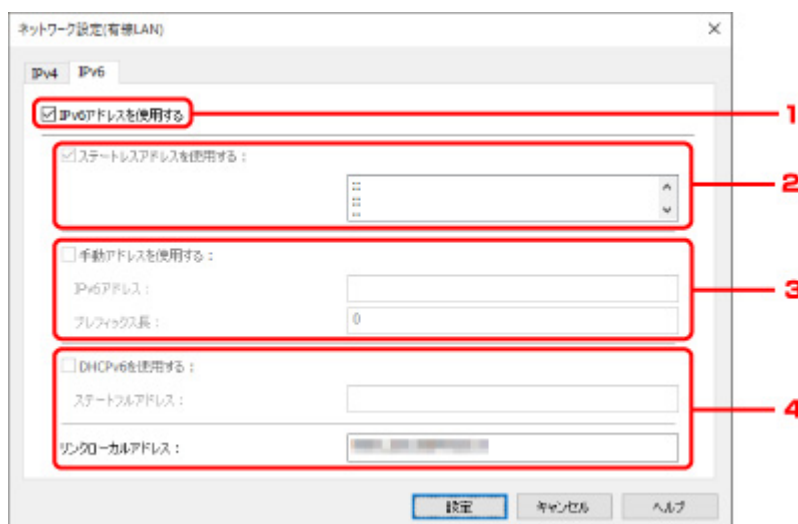 ネットワーク設定(有線LAN)
IPv4 IPv6
IPv6アドレスを使用する 1
ステートレスアドレスを使用する： 2
::
::
::
手動アドレスを使用する： 3
IPv6アドレス：
プレフィックス長： 0
DHCPv6を使用する： 4
ステートフルアドレス：
リンクローカルアドレス：
設定 キャンセル ヘルプ